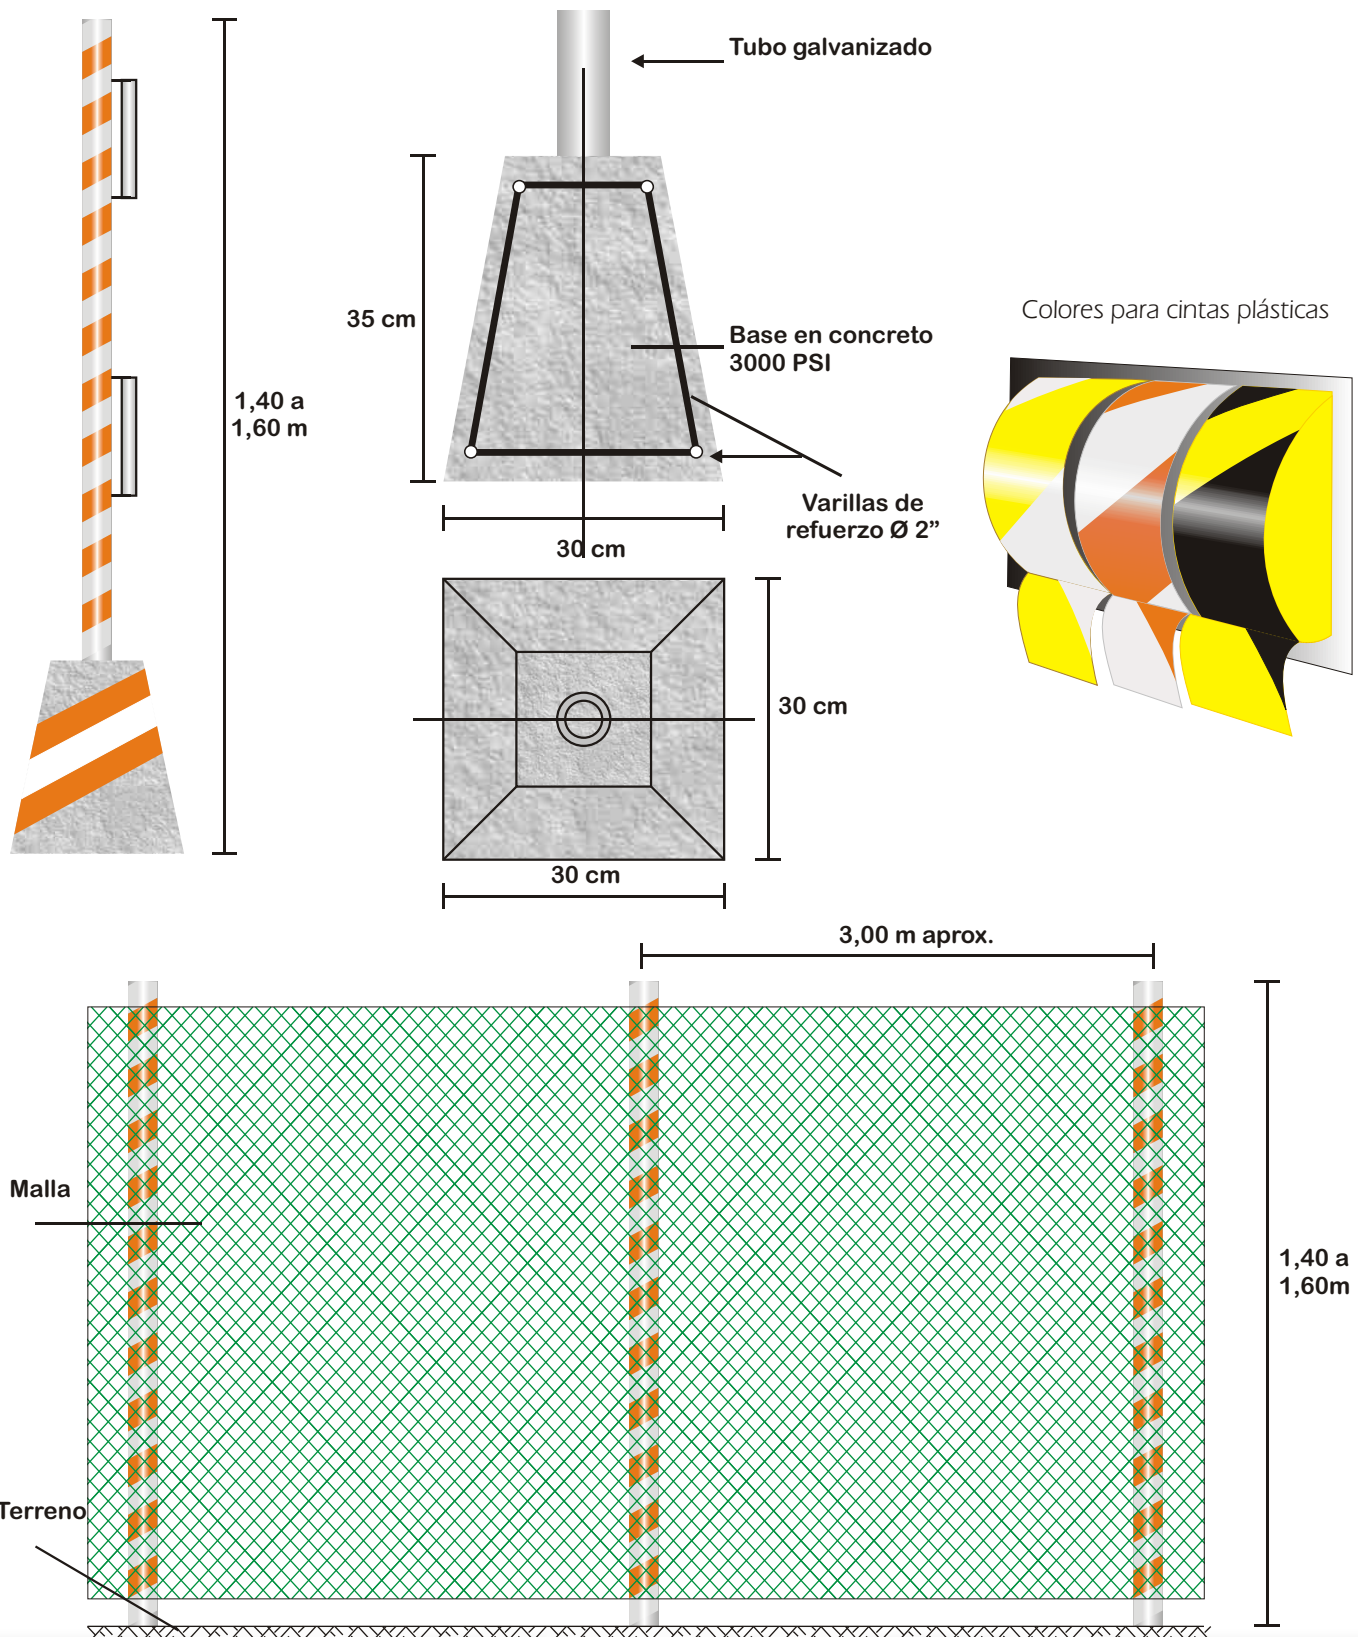 Tubo galvanizado
35 cm
Base en concreto
3000 PSI
Colores para cintas plásticas
1,40 a
1,60 m
Varillas de
refuerzo Ø 2”
30 cm
30 cm
30 cm
3,00 m aprox.
Malla
1,40 a
1,60m
Terreno